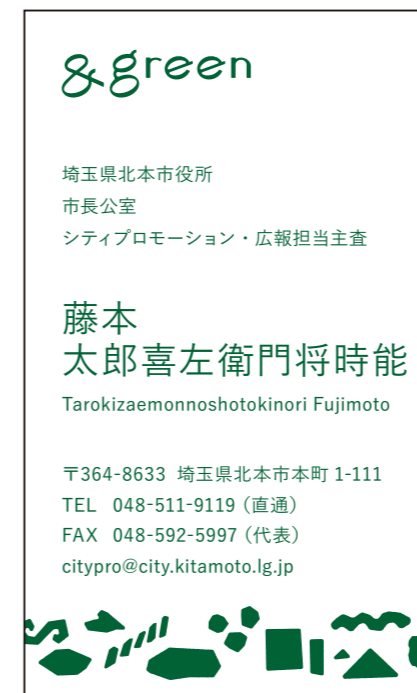 &green
埼玉県北本市役所
市長公室
シティプロモーション・広報担当主査
藤本
太郎喜左衛門将時能
Tarokizaemonnoshotokinori Fujimoto
〒364-8633 埼玉県北本市本町 1-111
TEL 048-511-9119（直通）
FAX 048-592-5997（代表）
citypro@city.kitamoto.lg.jp